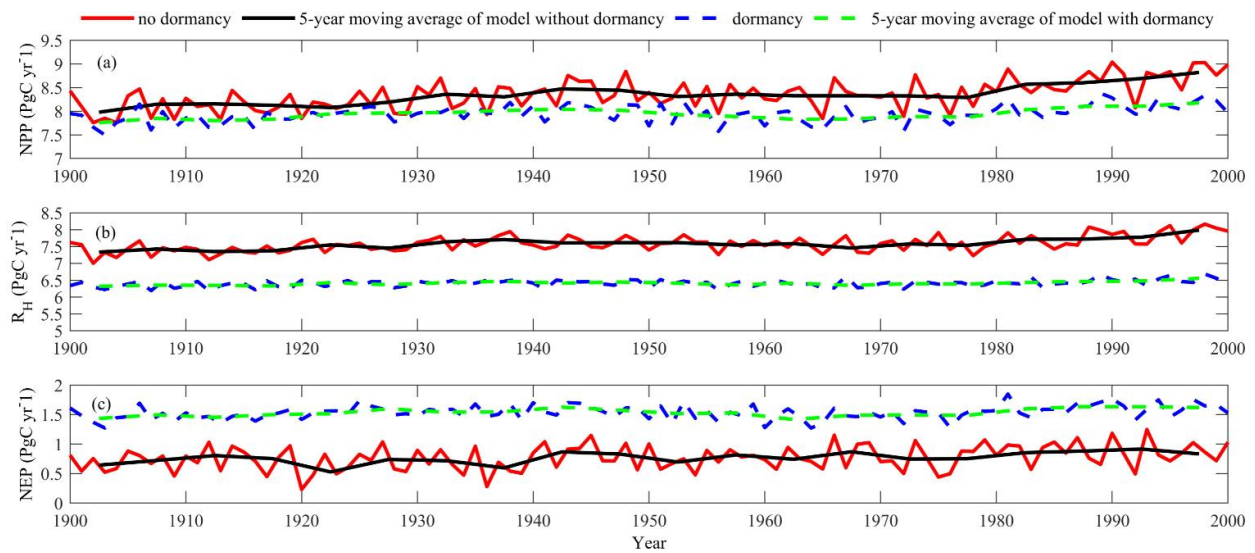 no dormancy 5-year moving average of model without dormancy dormancy 5-year moving average of model with dormancy
9.5
(a)
9
8.5
8
7.5
7
NPP (PgC yr-1)
1900 1910 1920 1930 1940 1950 1960 1970 1980 1990 2000
8.5
(b)
8
7.5
7
6.5
6
5.5
5
RH (PgC yr-1)
1900 1910 1920 1930 1940 1950 1960 1970 1980 1990 2000
2
(c)
1.5
1
0.5
0
NEP (PgC yr-1)
1900 1910 1920 1930 1940 1950 1960 1970 1980 1990 2000
Year